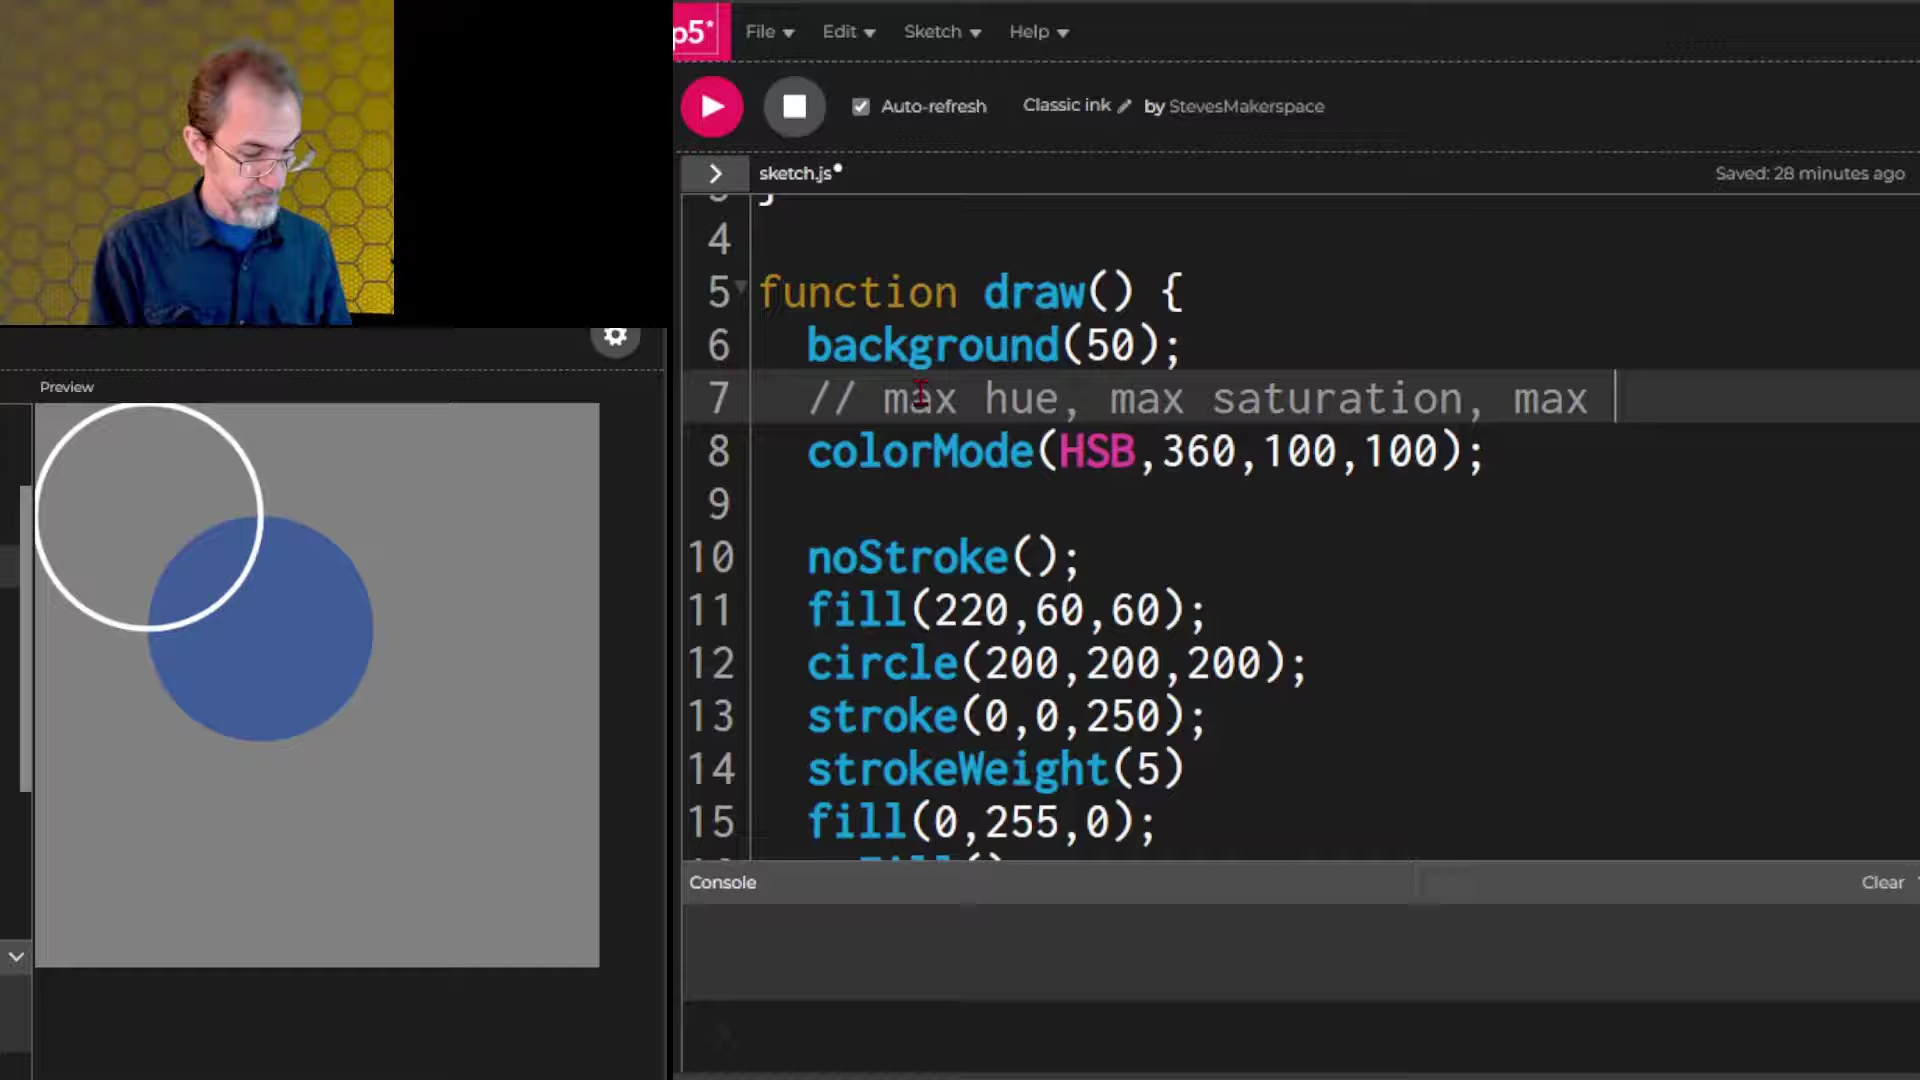 p5* File Edit Sketch Help
Auto-refresh Classic ink by StevesMakerspace
sketch.js Saved: 28 minutes ago
}
4
5 function draw() {
6 background(50);
7 // max hue, max saturation, max
8 colorMode(HSB,360,100,100);
9
10 noStroke();
11 fill(220,60,60);
12 circle(200,200,200);
13 stroke(0,0,250);
14 strokeWeight(5)
15 fill(0,255,0);
Console Clear
Preview